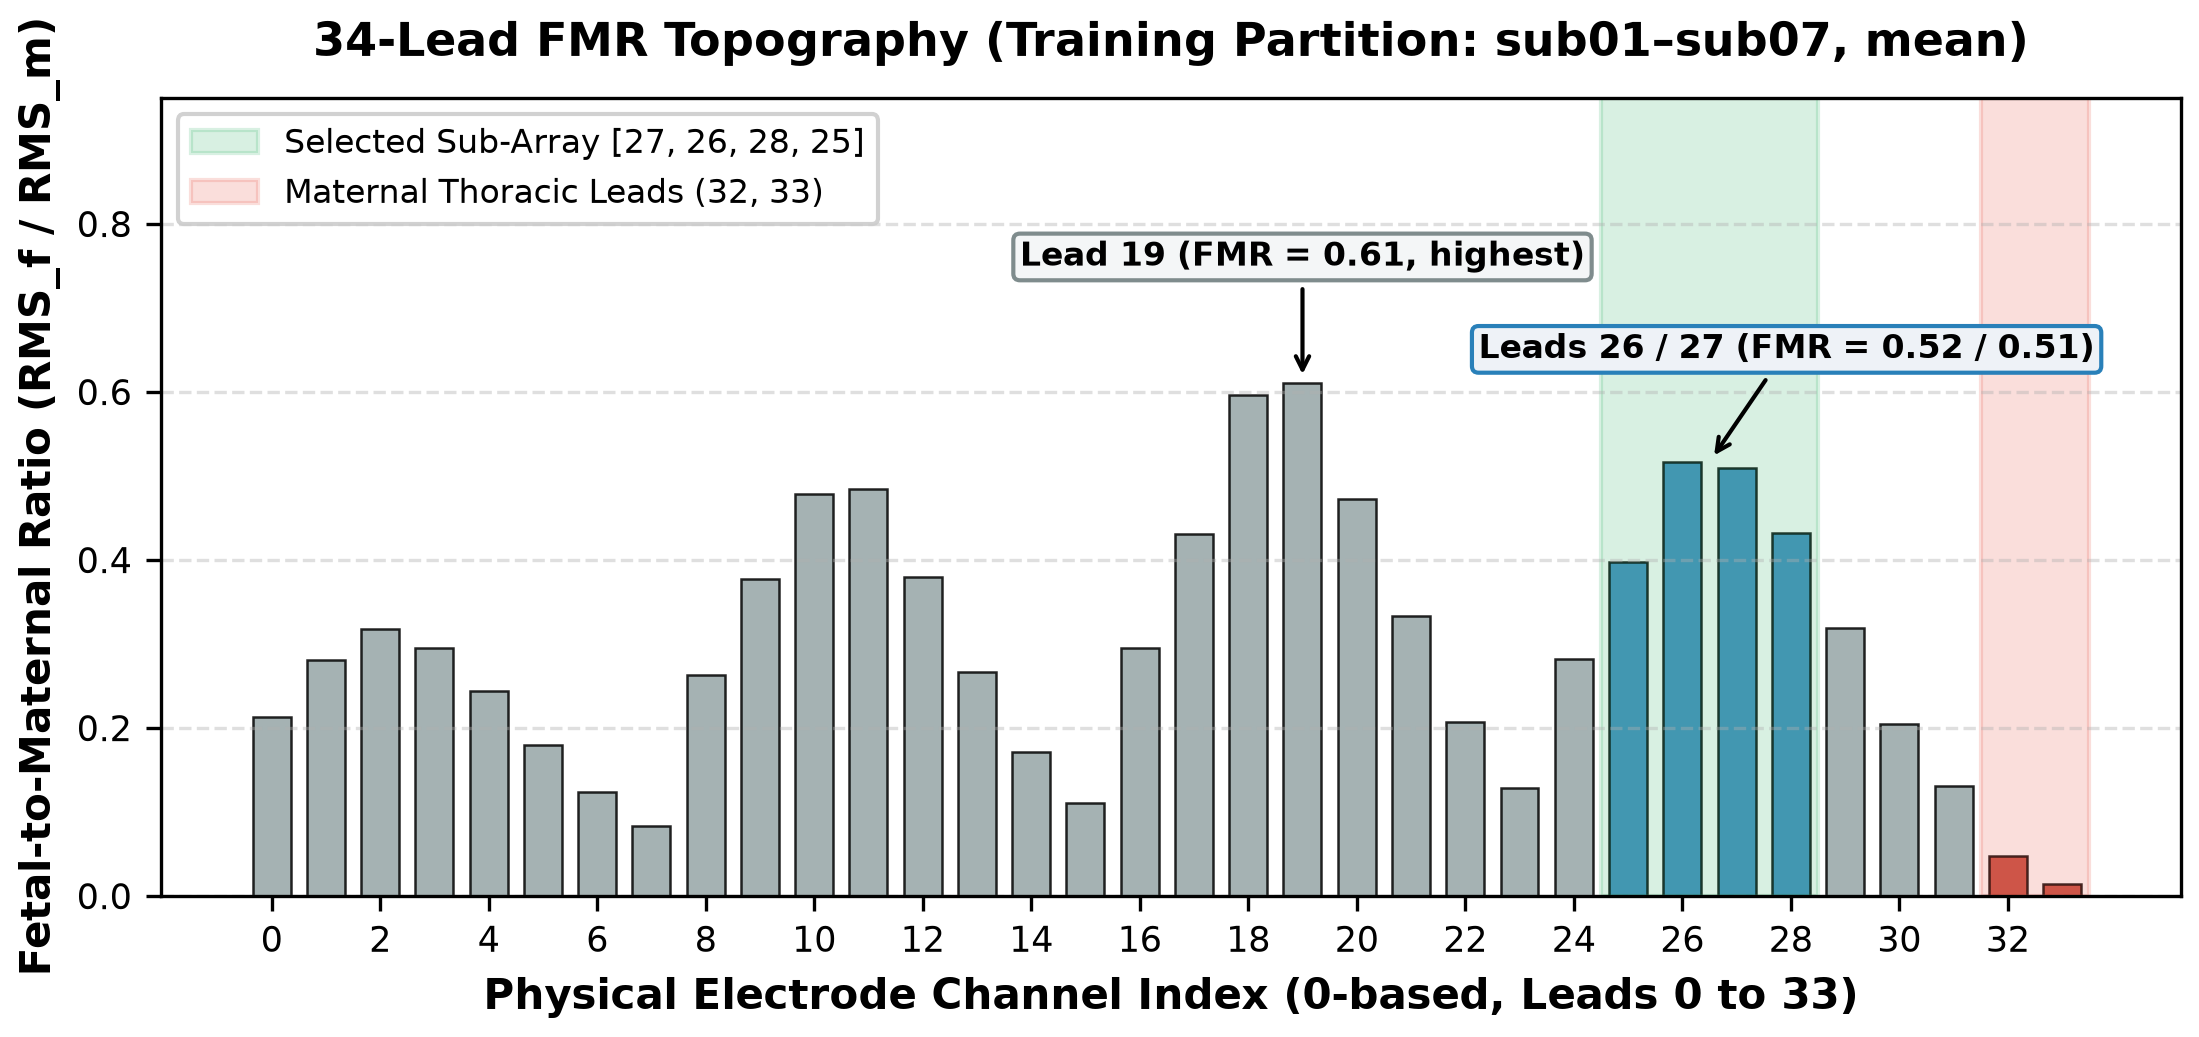 34-Lead FMR Topography (Training Partition: sub01–sub07, mean)
Fetal-to-Maternal Ratio (RMS_f / RMS_m)
Selected Sub-Array [27, 26, 28, 25]
Maternal Thoracic Leads (32, 33)
Lead 19 (FMR = 0.61, highest)
Leads 26 / 27 (FMR = 0.52 / 0.51)
0.8
0.6
0.4
0.2
0.0
0 2 4 6 8 10 12 14 16 18 20 22 24 26 28 30 32
Physical Electrode Channel Index (0-based, Leads 0 to 33)